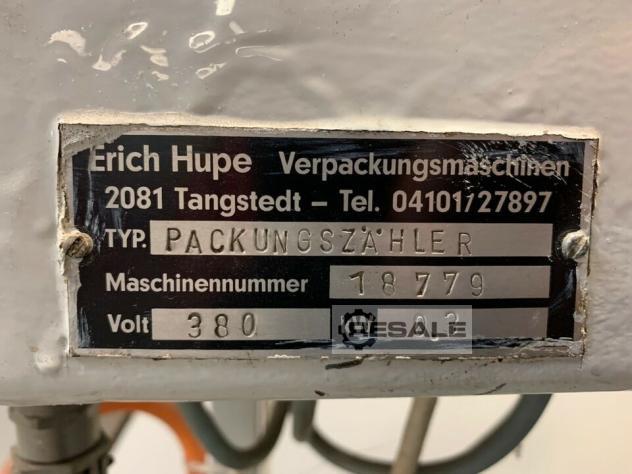 Erich Hupe Verpackungsmaschinen
2081 Tangstedt – Tel. 04101/27897
TYP. PACKUNGSZÄHLER
Maschinennummer 18779
Volt 380
RESALE